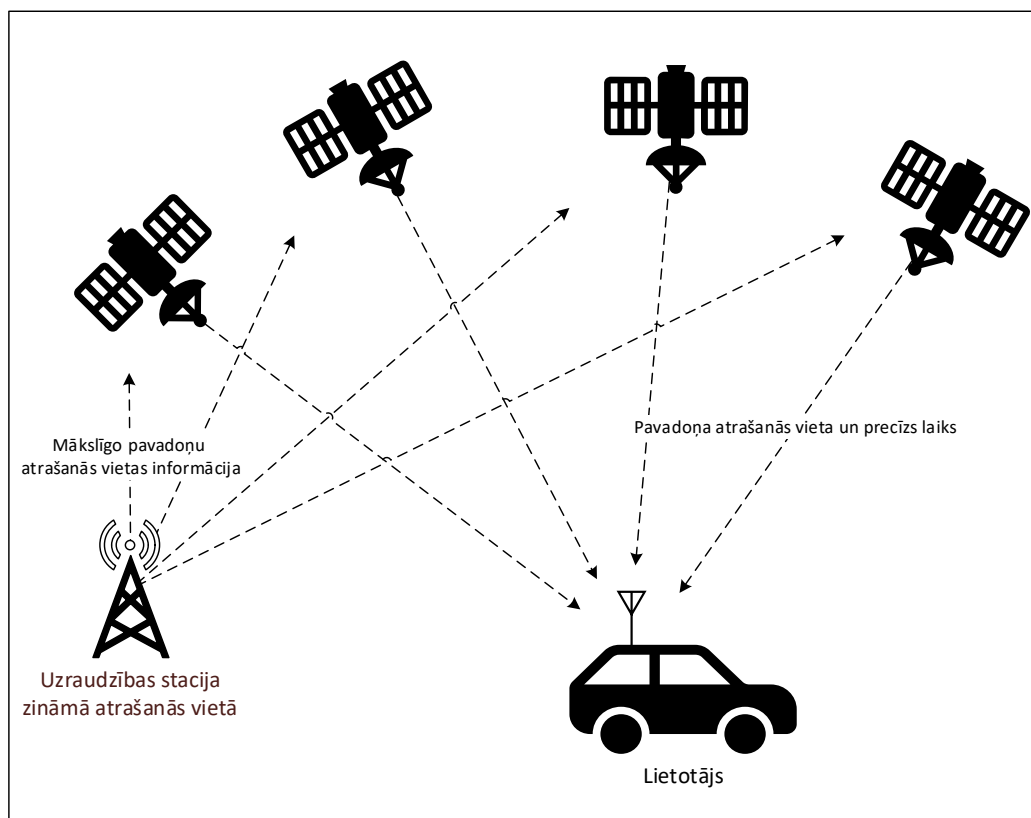 Pavadoņa atrašanās vieta un precīzs laiks
Mākslīgo pavadoņu
atrašanās vietas informācija
Uzraudzības stacija
zināmā atrašanās vietā
Lietotājs